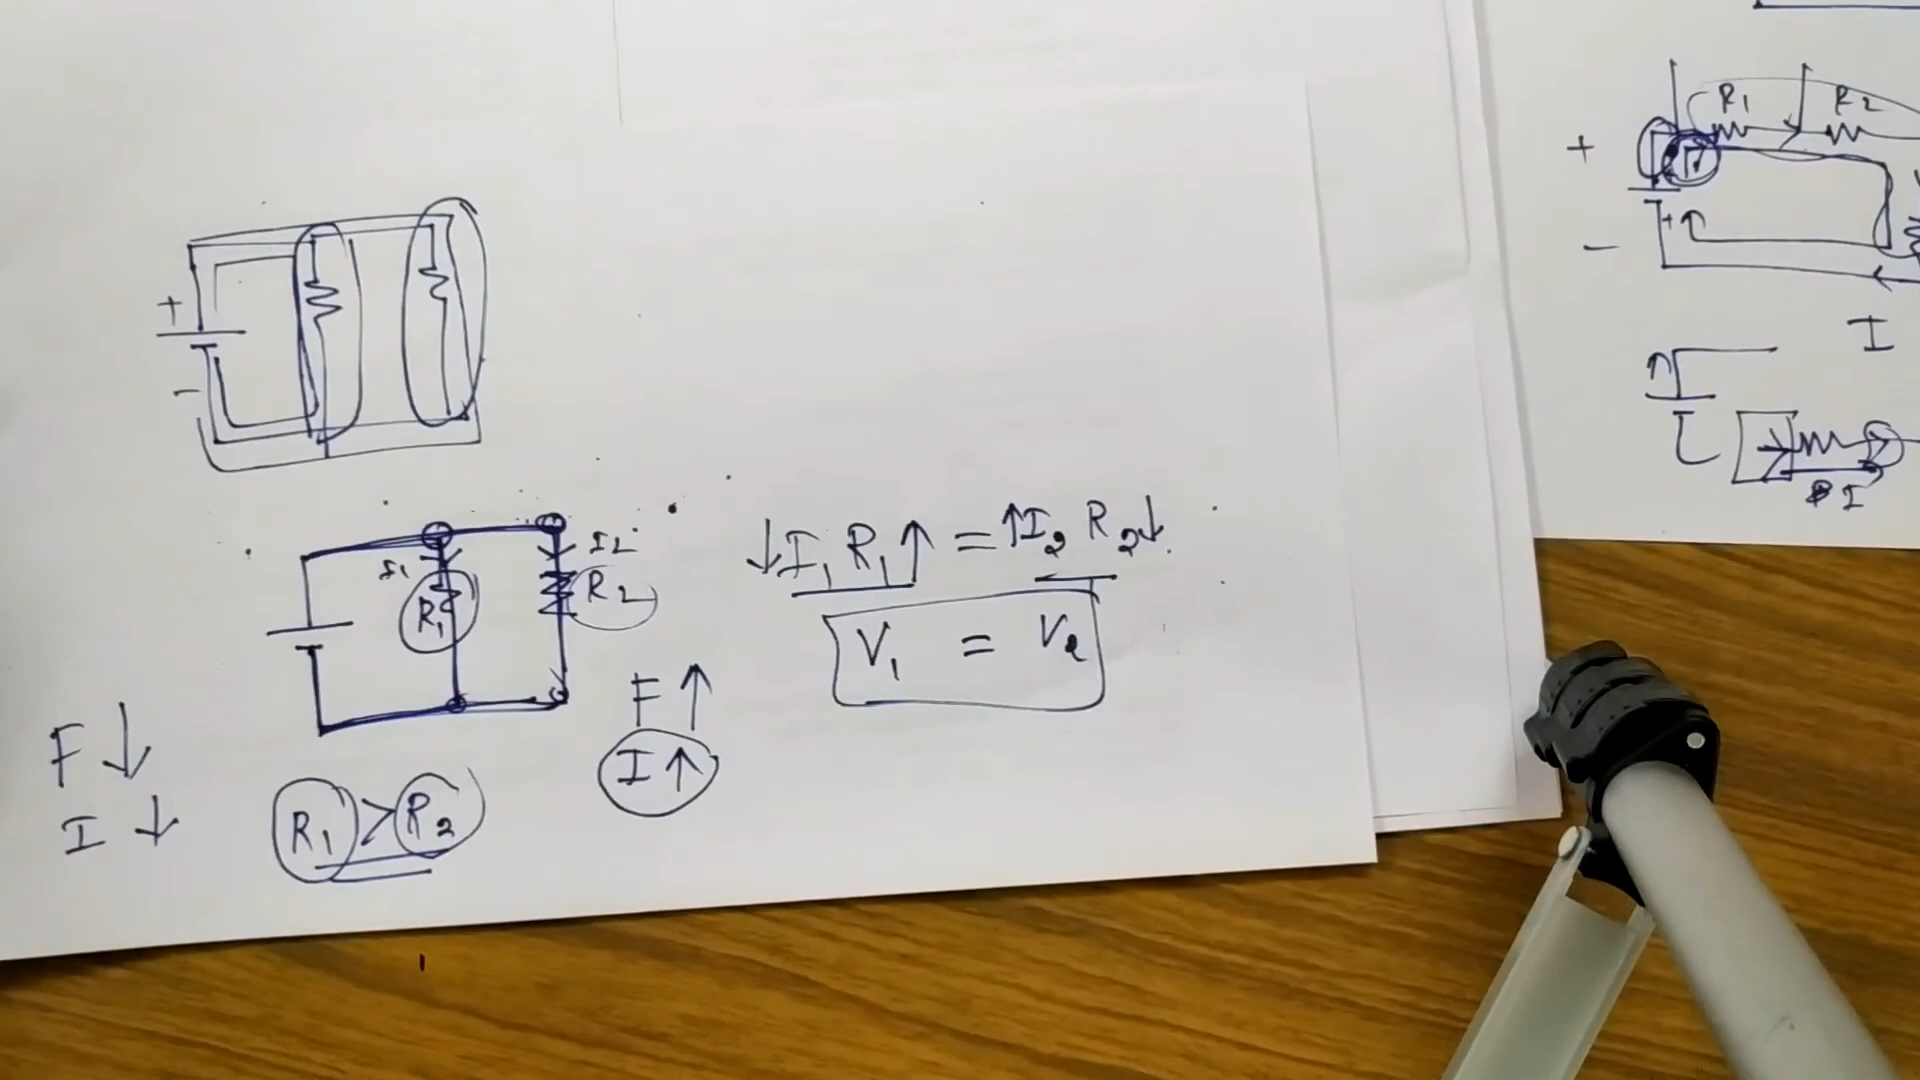 +
−
I₁
I₂
R₁
R₂
↓I₁ R₁↑ = ↑I₂ R₂↓
V₁ = V₂
F↑
I↑
F↓
I↓
R₁ > R₂
R₁ R₂
+
−
+
I
I